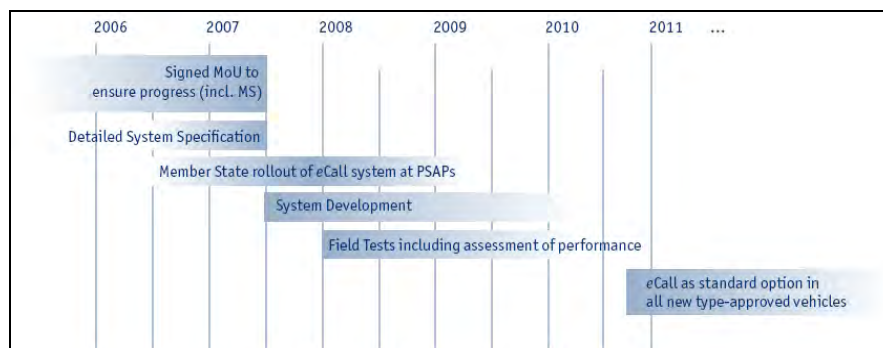 2006 2007 2008 2009 2010 2011 ...
Signed MoU to
ensure progress (incl. MS)
Detailed System Specification
Member State rollout of eCall system at PSAPs
System Development
Field Tests including assessment of performance
eCall as standard option in
all new type-approved vehicles